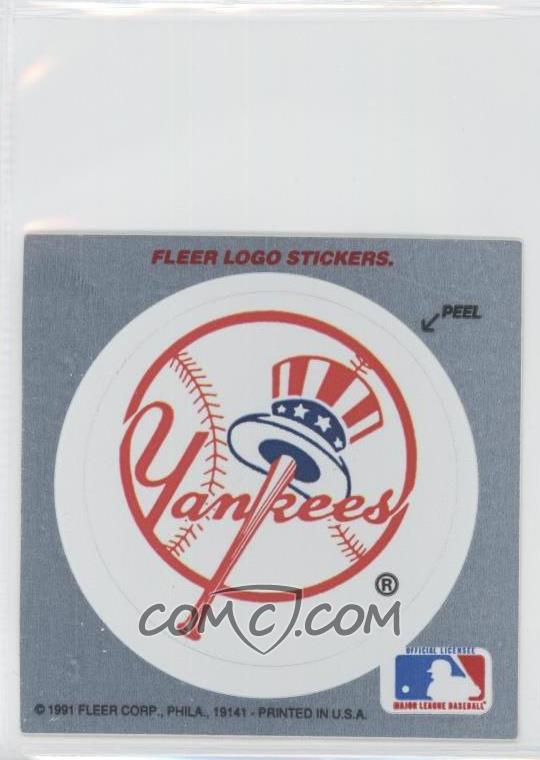 FLEER LOGO STICKERS.
PEEL
Yankees
®
COMC.COM
OFFICIAL LICENSEE
MAJOR LEAGUE BASEBALL®
© 1991 FLEER CORP., PHILA., 19141 - PRINTED IN U.S.A.